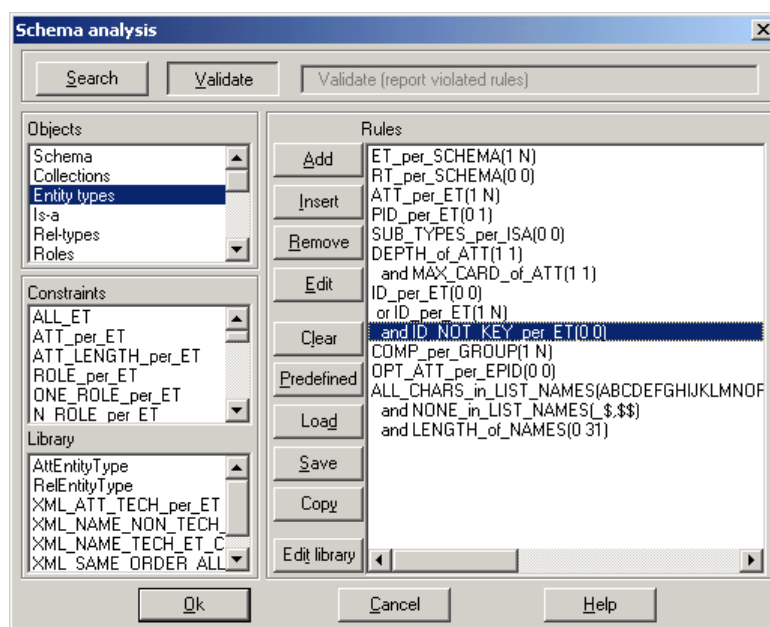 Schema analysis
Search
Validate
Validate (report violated rules)
Objects
Schema
Collections
Entity types
Is-a
Rel-types
Roles
Constraints
ALL_ET
ATT_per_ET
ATT_LENGTH_per_ET
ROLE_per_ET
ONE_ROLE_per_ET
N_ROLE_per_ET
Library
AttEntityType
RelEntityType
XML_ATT_TECH_per_ET
XML_NAME_NON_TECH_
XML_NAME_TECH_ET_C
XML_SAME_ORDER_ALL
Rules
Add
Insert
Remove
Edit
Clear
Predefined
Load
Save
Copy
Edit library
ET_per_SCHEMA(1 N)
RT_per_SCHEMA(0 0)
ATT_per_ET(1 N)
PID_per_ET(0 1)
SUB_TYPES_per_ISA(0 0)
DEPTH_of_ATT(1 1)
and MAX_CARD_of_ATT(1 1)
ID_per_ET(0 0)
or ID_per_ET(1 N)
and ID_NOT_KEY_per_ET(0 0)
COMP_per_GROUP(1 N)
OPT_ATT_per_EPID(0 0)
ALL_CHARS_in_LIST_NAMES(ABCDEFGHIJKLMNOP
and NONE_in_LIST_NAMES(_$,$$)
and LENGTH_of_NAMES(0 31)
Ok
Cancel
Help